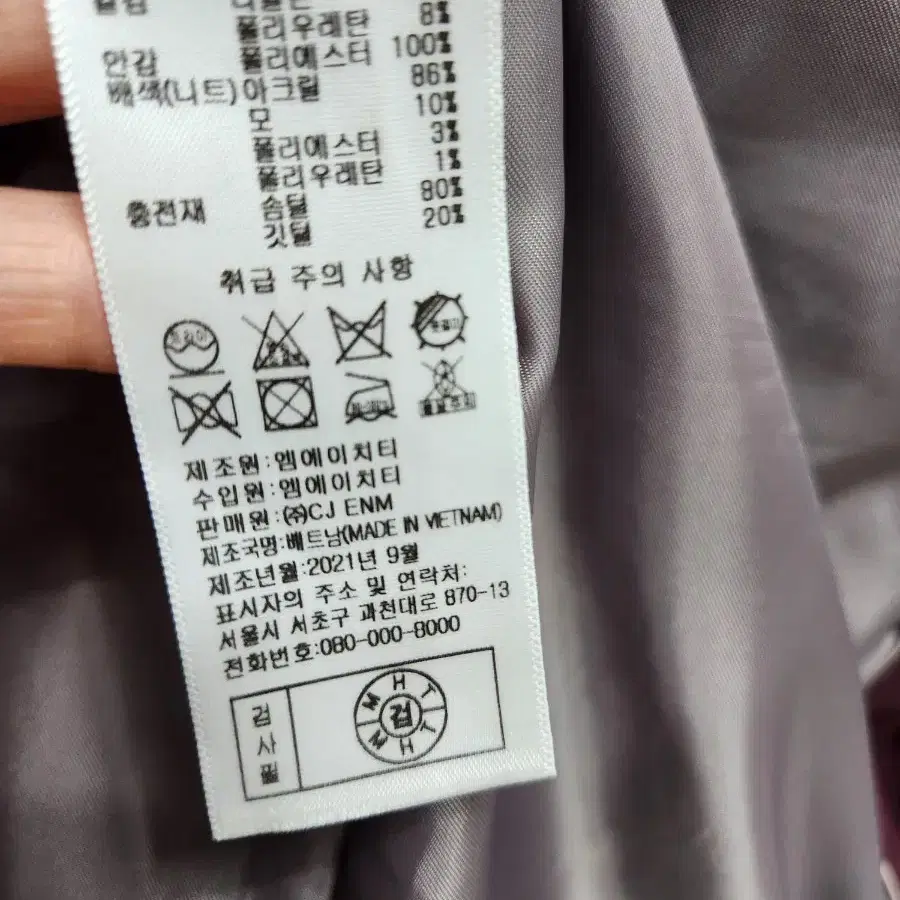 폴리우레탄 8%
안감 폴리에스터 100%
배색(니트) 아크릴 86%
모 10%
폴리에스터 3%
폴리우레탄 1%
충전재 솜털 80%
깃털 20%
취급 주의 사항
제조원:엠에이치티
수입원:엠에이치티
판매원:(주)CJ ENM
제조국명:베트남(MADE IN VIETNAM)
제조년월:2021년 9월
표시자의 주소 및 연락처:
서울시 서초구 과천대로 870-13
전화번호:080-000-8000
검사필
검